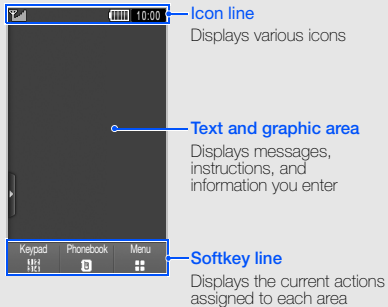 10:00
Icon line
Displays various icons
Text and graphic area
Displays messages,
instructions, and
information you enter
Keypad Phonebook Menu
Softkey line
Displays the current actions
assigned to each area